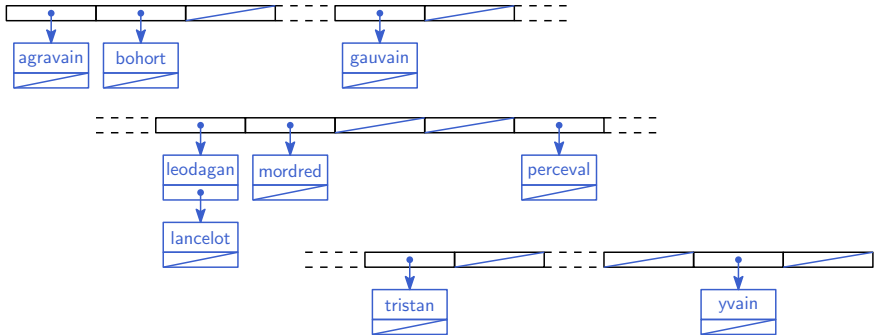 agravain bohort gauvain
leodagan mordred perceval
lancelot
tristan yvain